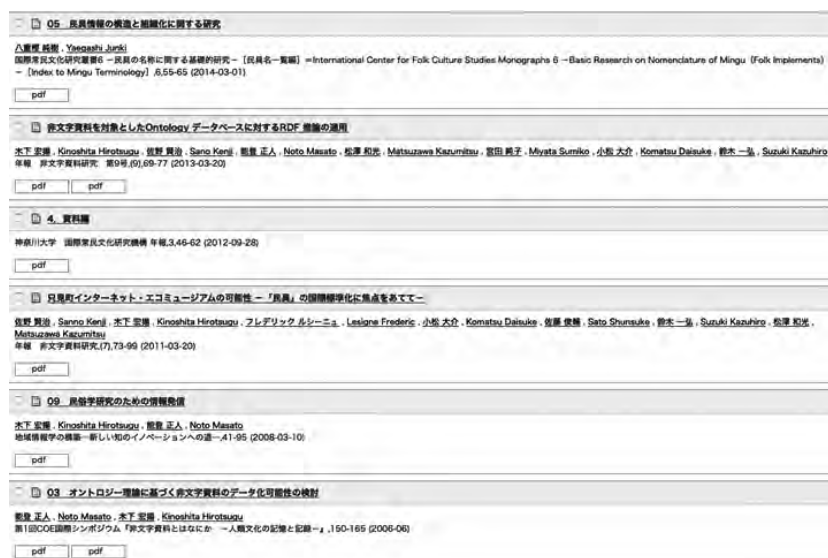 05 民具情報の構造と組織化に関する研究
八重樫 純樹 , Yaegashi Junki
国際常民文化研究叢書6 －民具の名称に関する基礎的研究－ [民具名一覧編] =International Center for Folk Culture Studies Monographs 6 －Basic Research on Nomenclature of Mingu (Folk Implements)
－ [Index to Mingu Terminology] ,6,55-65 (2014-03-01)
pdf
非文字資料を対象としたOntology データベースに対するRDF 推論の適用
木下 宏揚 , Kinoshita Hirotsugu , 佐野 賢治 , Sano Kenji , 能登 正人 , Noto Masato , 松澤 和光 , Matsuzawa Kazumitsu , 宮田 純子 , Miyata Sumiko , 小松 大介 , Komatsu Daisuke , 鈴木 一弘 , Suzuki Kazuhiro
年報 非文字資料研究 第9号,(9),69-77 (2013-03-20)
pdf pdf
4. 資料編
神奈川大学 国際常民文化研究機構 年報,3,46-62 (2012-09-28)
pdf
只見町インターネット・エコミュージアムの可能性 －「民具」の国際標準化に焦点をあてて－
佐野 賢治 , Sanno Kenji , 木下 宏揚 , Kinoshita Hirotsugu , フレデリック ルシーニュ , Lesigne Frederic , 小松 大介 , Komatsu Daisuke , 佐藤 俊輔 , Sato Shunsuke , 鈴木 一弘 , Suzuki Kazuhiro , 松澤 和光 ,
Matsuzawa Kazumitsu
年報 非文字資料研究,(7),73-99 (2011-03-20)
pdf
09 民俗学研究のための情報発信
木下 宏揚 , Kinoshita Hirotsugu , 能登 正人 , Noto Masato
地域情報学の構築―新しい知のイノベーションへの道―,41-95 (2008-03-10)
pdf
03 オントロジー理論に基づく非文字資料のデータ化可能性の検討
能登 正人 , Noto Masato , 木下 宏揚 , Kinoshita Hirotsugu
第1回COE国際シンポジウム『非文字資料とはなにか －人類文化の記憶と記録－』,150-165 (2006-06)
pdf pdf